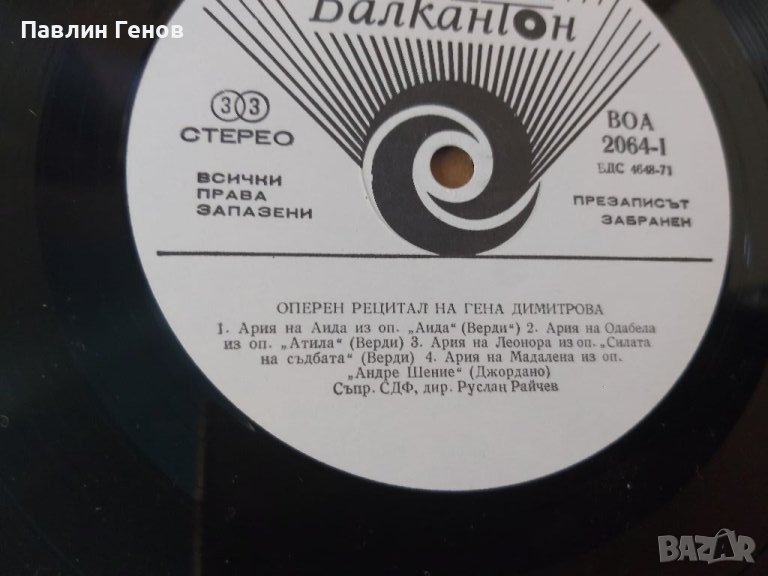 Павлин Генов
Балкантон
33
СТЕРЕО
ВСИЧКИ
ПРАВА
ЗАПАЗЕНИ
ВОА
2064-I
БДС 4648-71
ПРЕЗАПИСЪТ
ЗАБРАНЕН
ОПЕРЕН РЕЦИТАЛ НА ГЕНА ДИМИТРОВА
1. Ария на Аида из оп. „Аида“ (Верди“) 2. Ария на Одабела
из оп. „Атила“ (Верди) 3. Ария на Леонора из оп. „Силата
на съдбата“ (Верди) 4. Ария на Мадалена из оп.
„Андре Шение“ (Джордано)
Съпр. СДФ, дир. Руслан Райчев
BAZAR